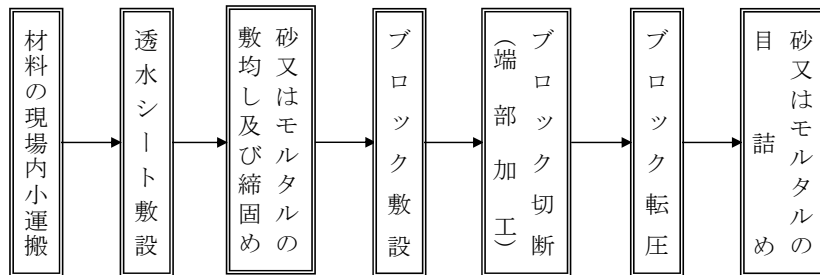 材料の現場内小運搬
透水シート敷設
砂又はモルタルの
敷均し及び締固め
ブロック敷設
ブロック切断
（端部加工）
ブロック転圧
砂又はモルタルの
目詰め